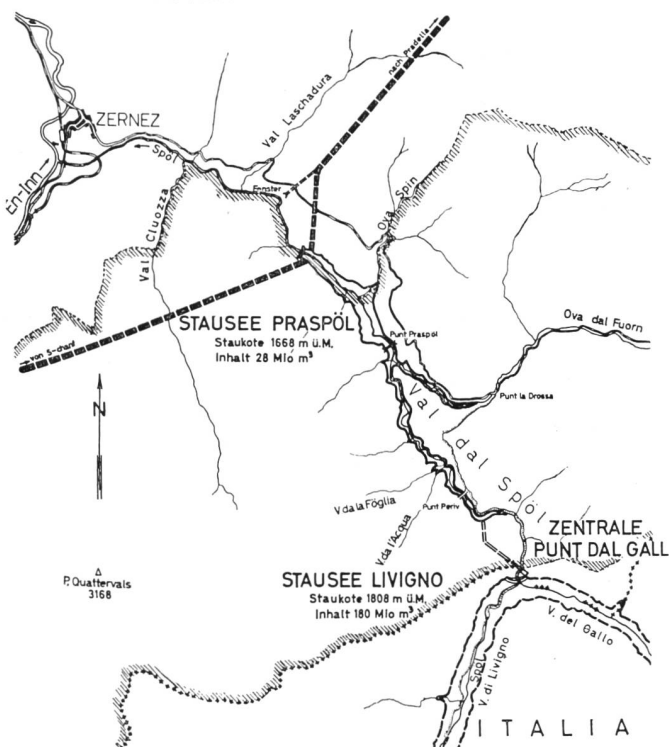 nach Pradella
Val Laschadura
ZERNEZ
Spöl
En-Inn
Fenster
Ova Spin
Val Cluozza
STAUSEE PRASPÖL
Staukote 1668 m ü.M.
Inhalt 28 Mio m³
von S-chanf
Punt Praspöl
Ova dal Fuorn
Punt la Drossa
N
Val dal Spöl
V. da la Föglia
Punt Periv
V. da l'Acqua
ZENTRALE
PUNT DAL GALL
P. Quattervals
3168
STAUSEE LIVIGNO
Staukote 1808 m ü.M.
Inhalt 180 Mio m³
V. del Gallo
Spöl
V. di Livigno
ITALIA